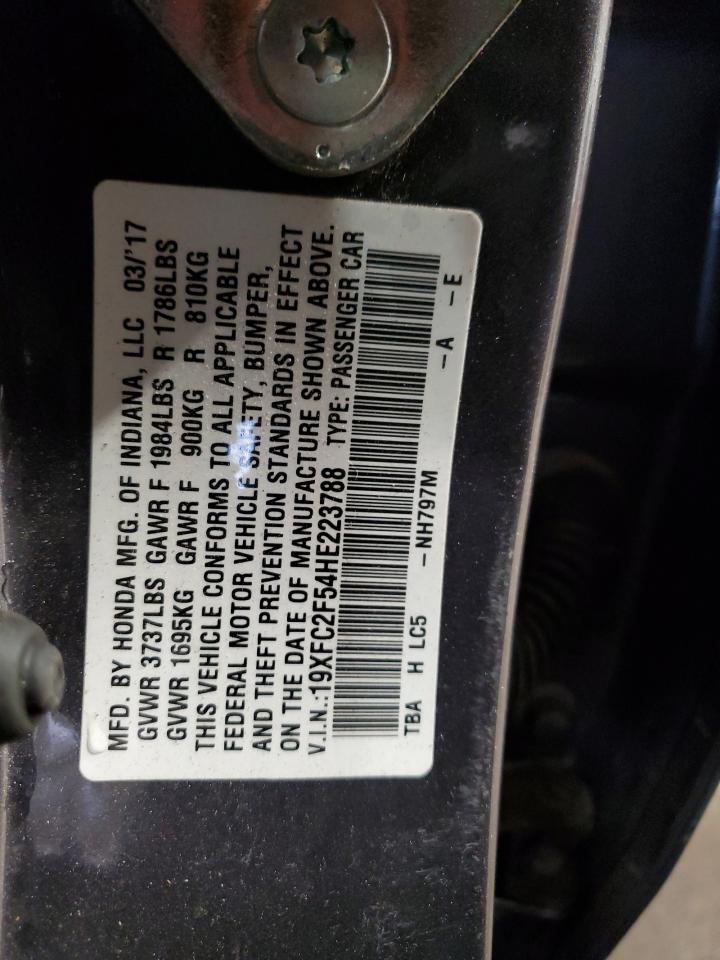 MFD. BY HONDA MFG. OF INDIANA, LLC 03/'17
GVWR 3737LBS GAWR F 1984LBS R 1786LBS
GVWR 1695KG GAWR F 900KG R 810KG
THIS VEHICLE CONFORMS TO ALL APPLICABLE
FEDERAL MOTOR VEHICLE SAFETY, BUMPER,
AND THEFT PREVENTION STANDARDS IN EFFECT
ON THE DATE OF MANUFACTURE SHOWN ABOVE.
V.I.N.:19XFC2F54HE223788 TYPE: PASSENGER CAR
TBA H LC5 -NH797M -A -E